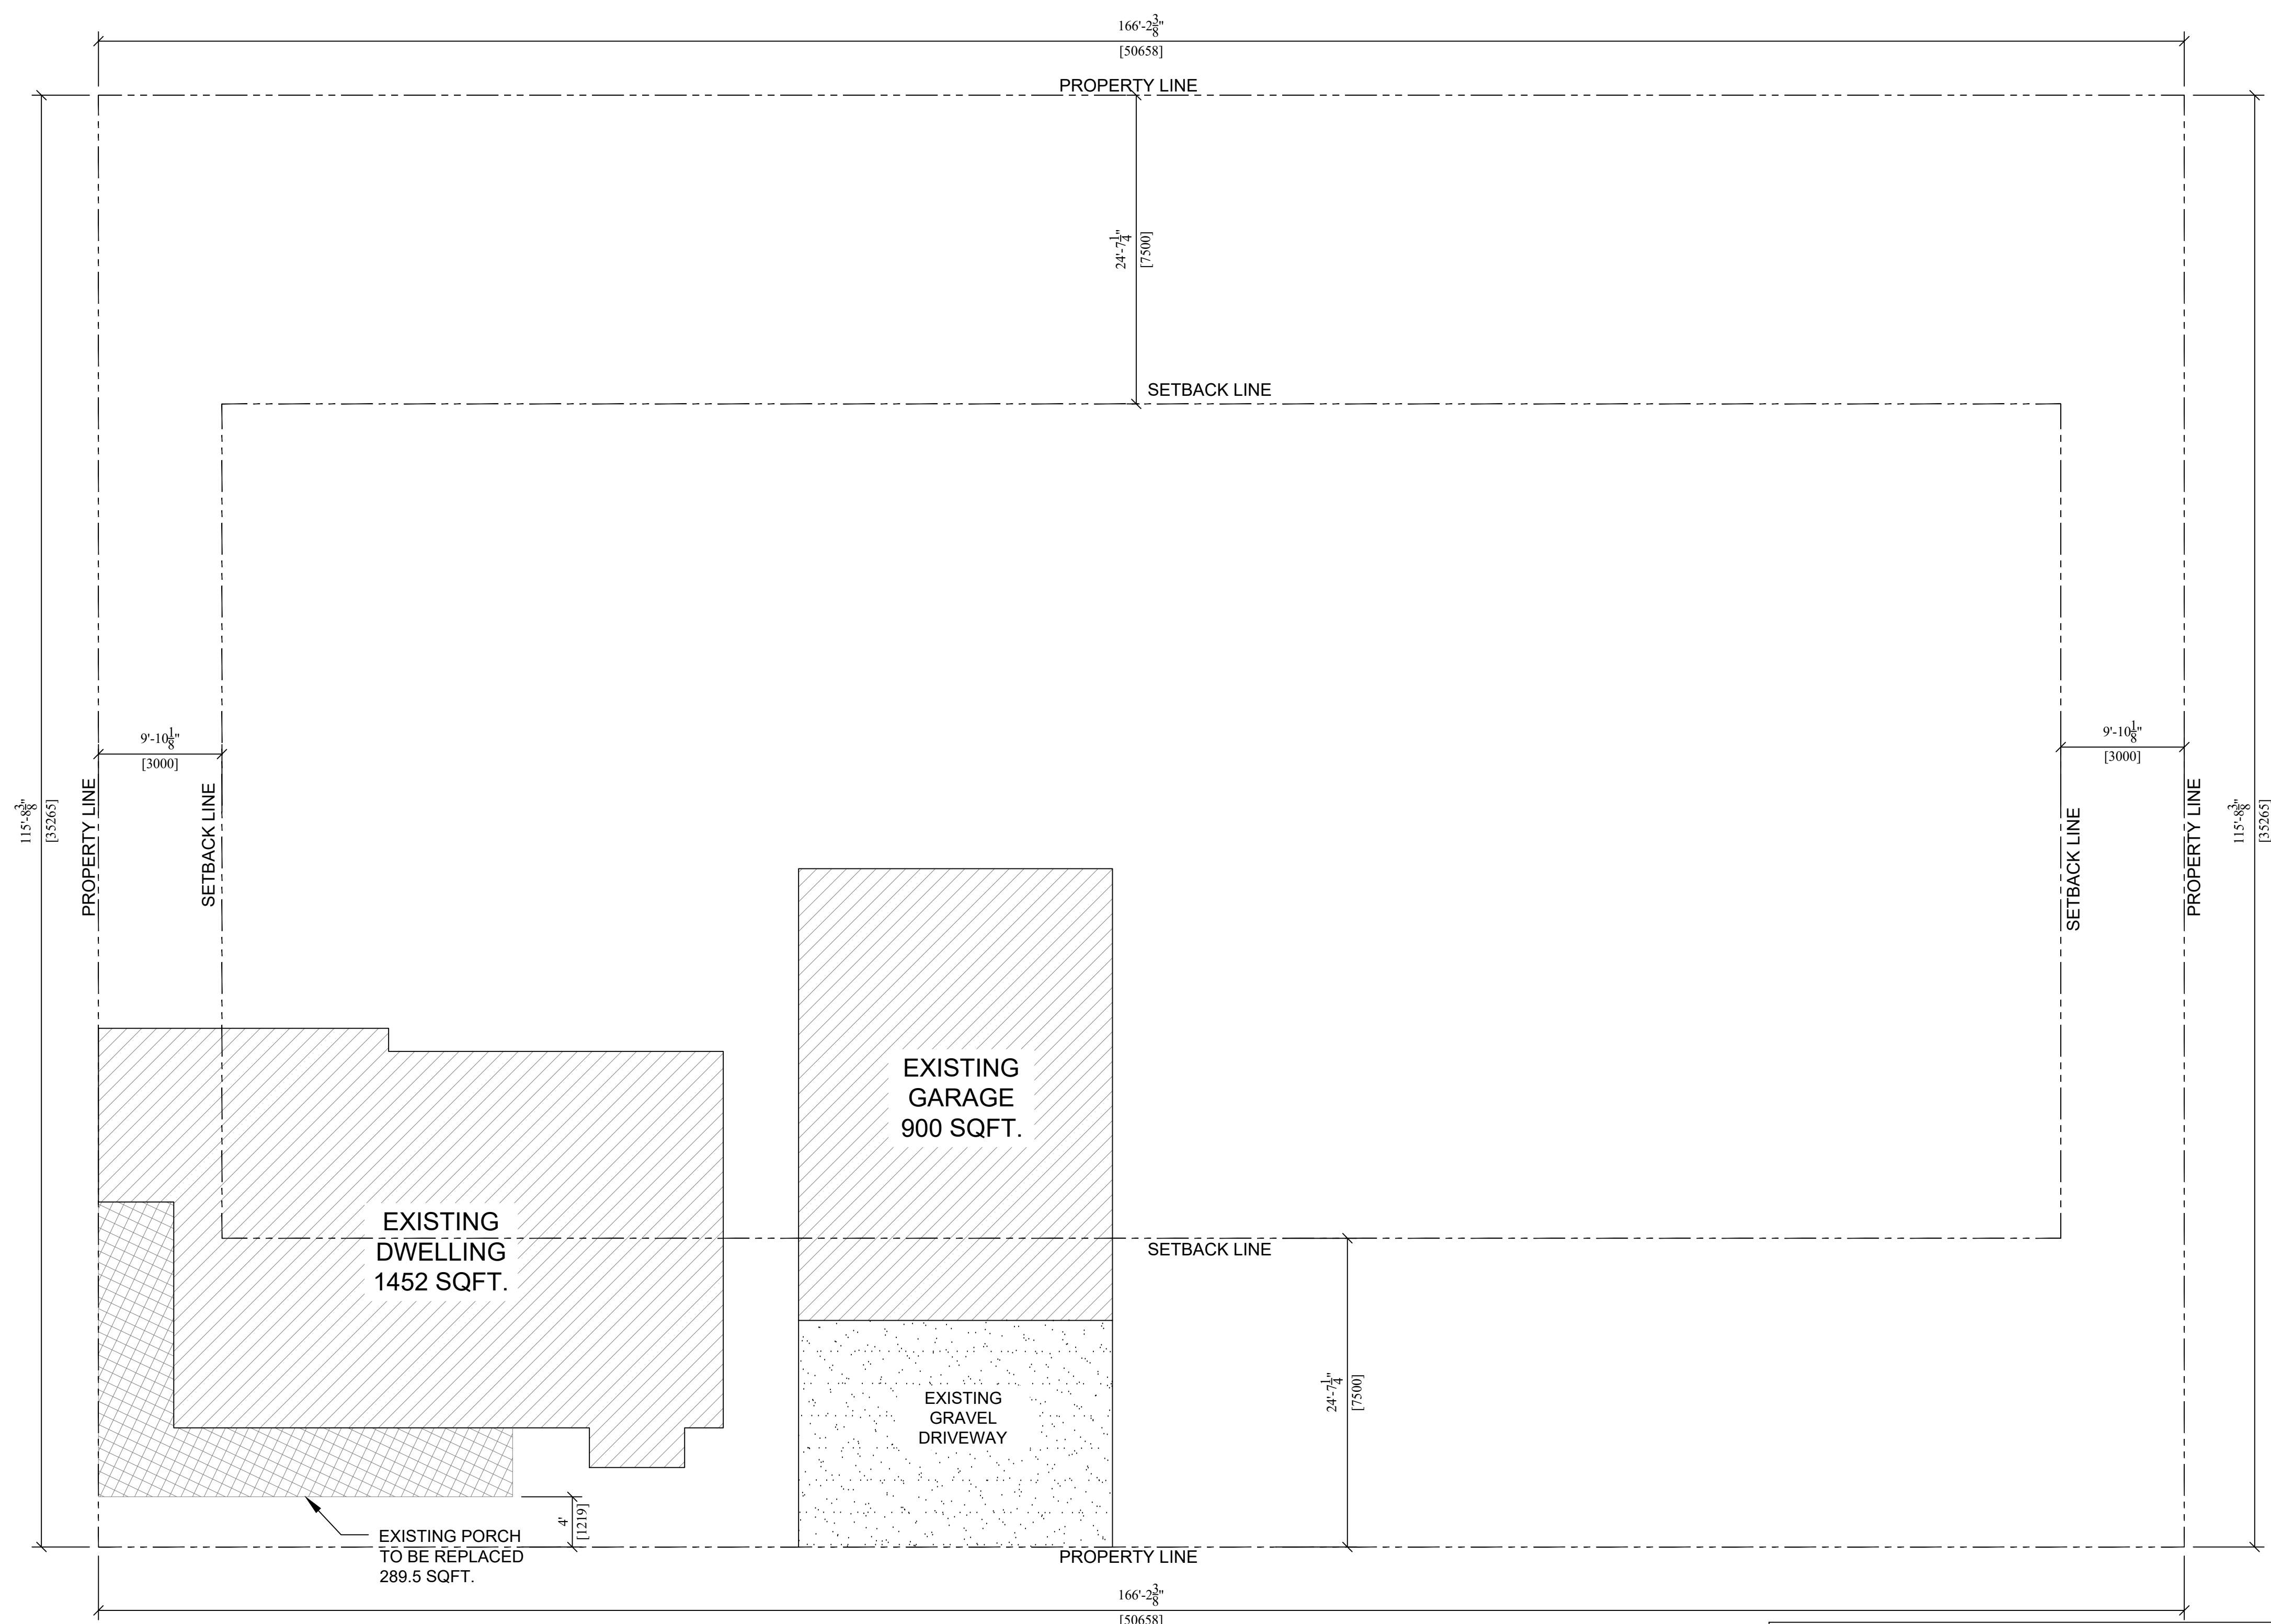 166'-2 3/8"
[50658]
PROPERTY LINE
24'-7 1/4"
[7500]
SETBACK LINE
9'-10 1/8"
[3000]
9'-10 1/8"
[3000]
115'-8 3/8"
[35265]
PROPERTY LINE
SETBACK LINE
SETBACK LINE
PROPERTY LINE
115'-8 3/8"
[35265]
EXISTING
GARAGE
900 SQFT.
EXISTING
DWELLING
1452 SQFT.
SETBACK LINE
24'-7 1/4"
[7500]
EXISTING
GRAVEL
DRIVEWAY
4'
[1219]
EXISTING PORCH
TO BE REPLACED
289.5 SQFT.
PROPERTY LINE
166'-2 3/8"
[50658]